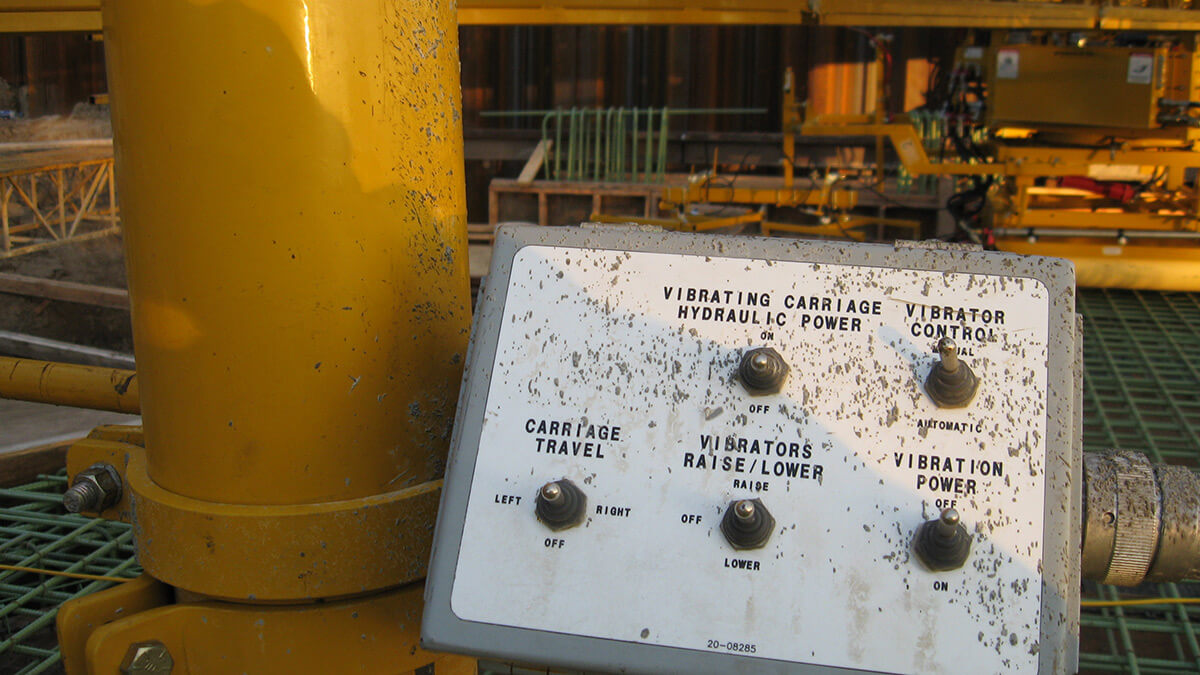 VIBRATING CARRIAGE
HYDRAULIC POWER
ON
OFF
VIBRATOR
CONTROL
AUTOMATIC
CARRIAGE
TRAVEL
LEFT
RIGHT
OFF
VIBRATORS
RAISE/LOWER
RAISE
OFF
LOWER
VIBRATION
POWER
OFF
ON
20-08285